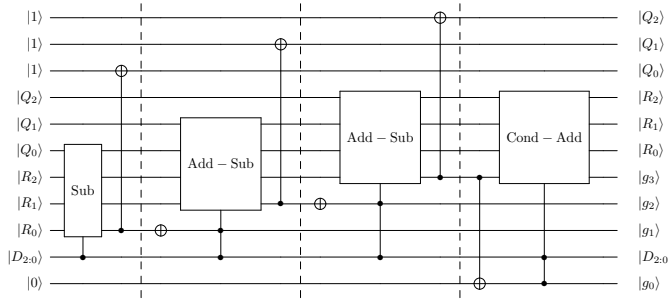 |1⟩ |Q₂⟩
|1⟩ |Q₁⟩
|1⟩ |Q₀⟩
|Q₂⟩ |R₂⟩
|Q₁⟩ Add − Sub |R₁⟩
|Q₀⟩ Add − Sub Cond − Add |R₀⟩
|R₂⟩ Sub |g₃⟩
|R₁⟩ |g₂⟩
|R₀⟩ |g₁⟩
|D₂:₀⟩ |D₂:₀
|0⟩ |g₀⟩